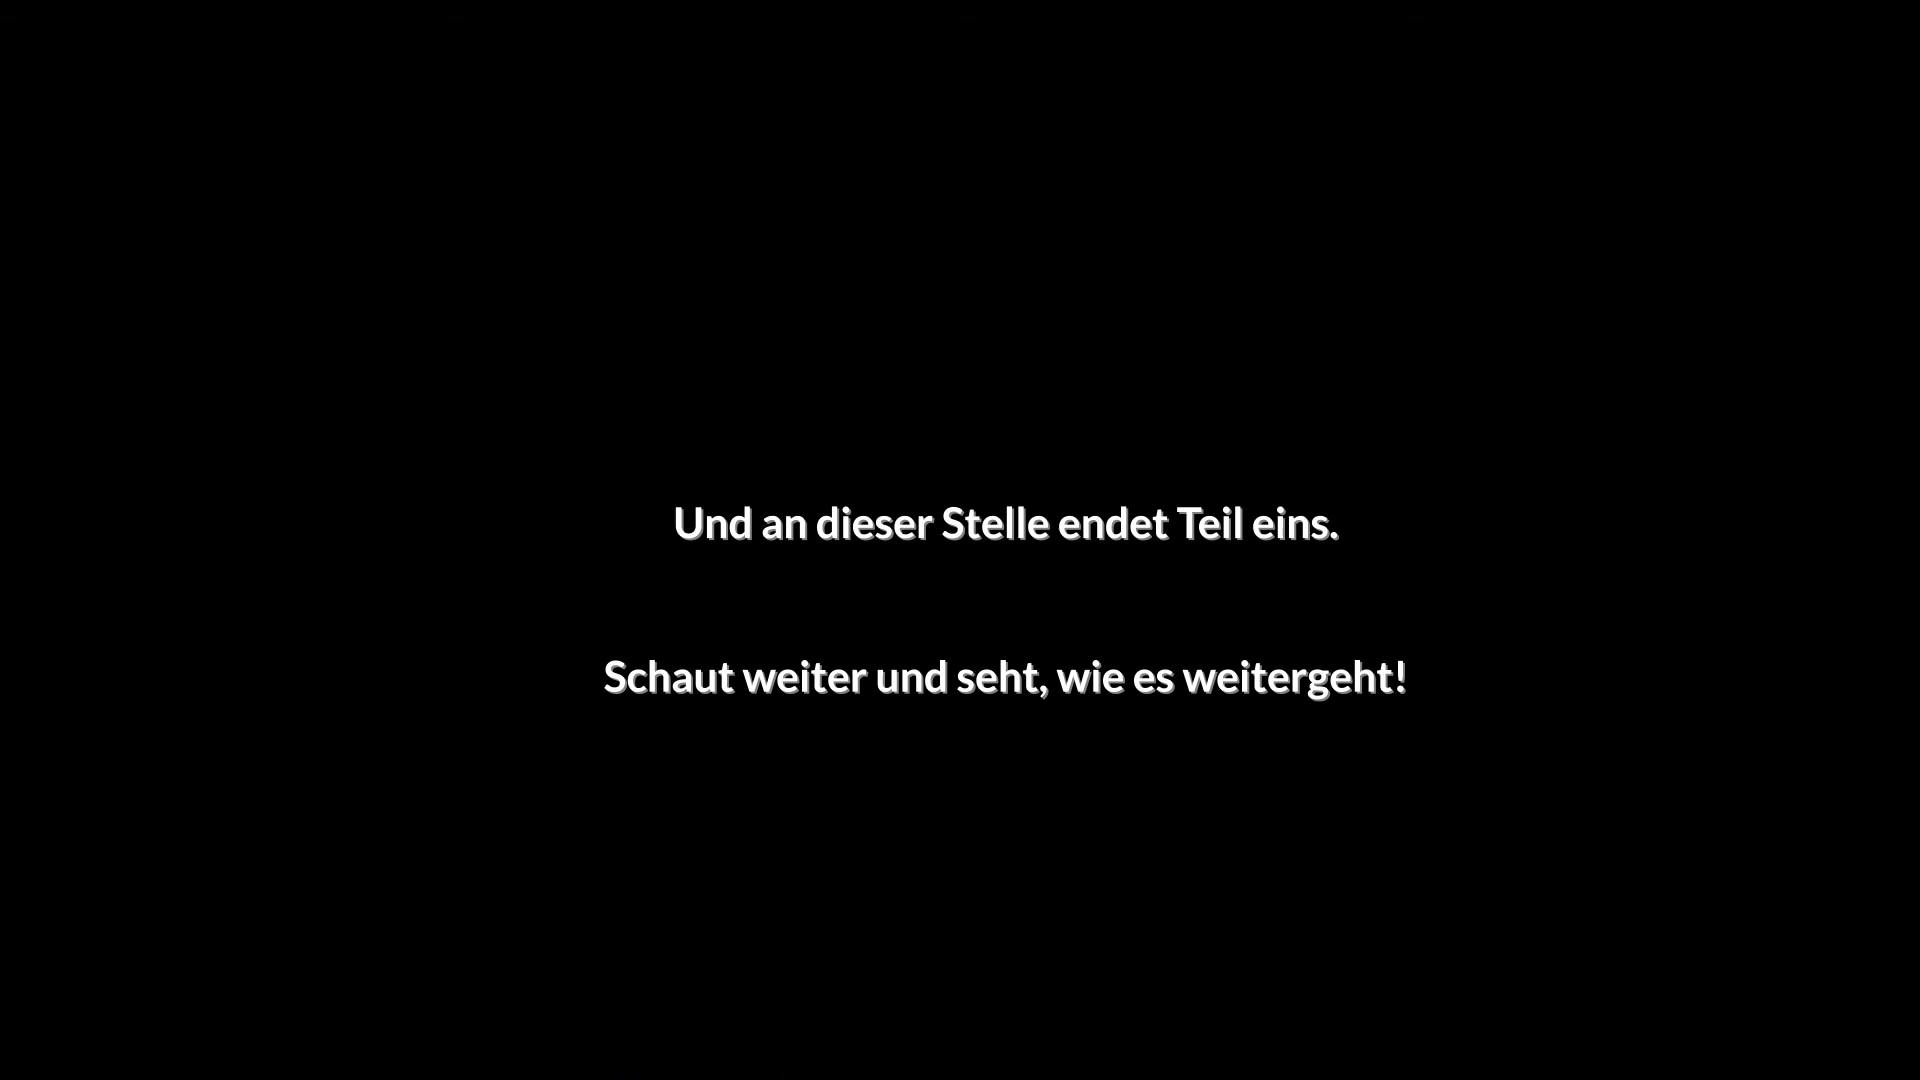 Und an dieser Stelle endet Teil eins.
Schaut weiter und seht, wie es weitergeht!